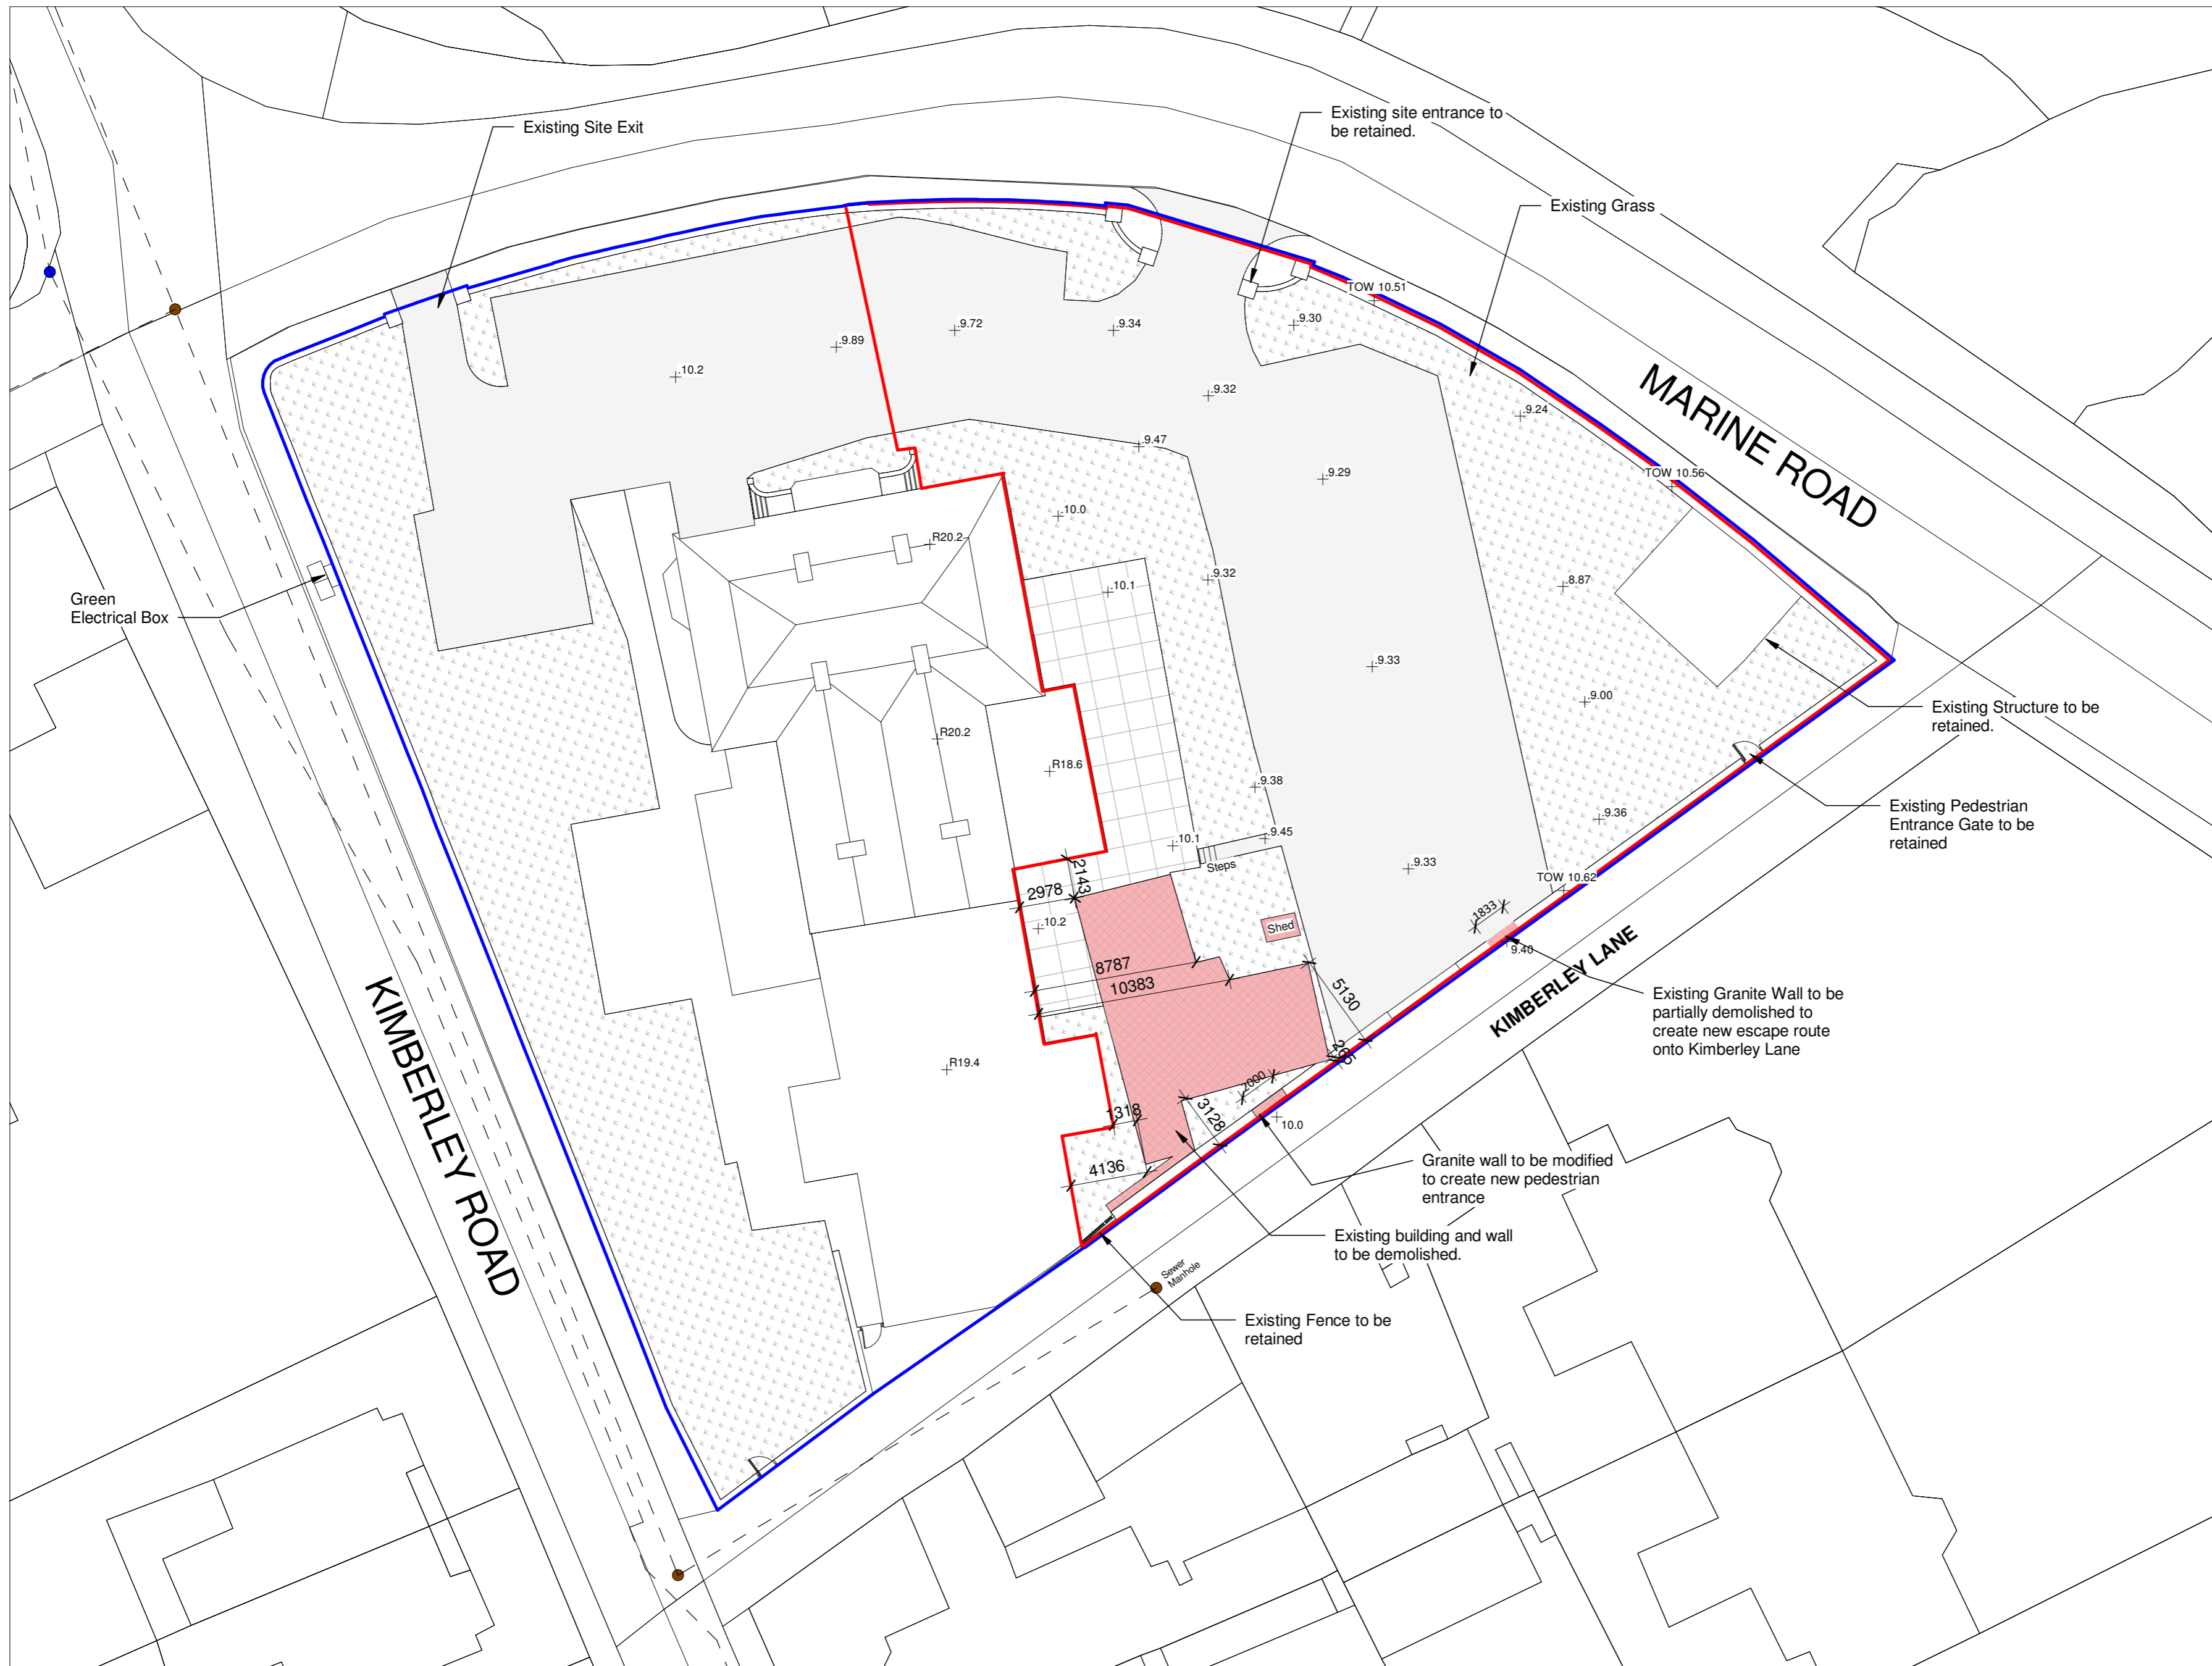 Existing Site Exit
Existing site entrance to
be retained.
Existing Grass
TOW 10.51
9.30
9.72
9.34
9.89
10.2
9.32
9.24
MARINE ROAD
9.47
9.29
TOW 10.56
10.0
R20.2
Green
Electrical Box
10.1
9.32
8.87
9.33
9.00
Existing Structure to be
retained.
R20.2
R18.6
9.38
Existing Pedestrian
Entrance Gate to be
retained
9.36
9.45
10.1
Steps
9.33
TOW 10.62
2143
2978
10.2
Shed
1833
9.40
KIMBERLEY LANE
8787
10383
5130
Existing Granite Wall to be
partially demolished to
create new escape route
onto Kimberley Lane
265
R19.4
KIMBERLEY ROAD
2000
1318
3128
10.0
4136
Granite wall to be modified
to create new pedestrian
entrance
Existing building and wall
to be demolished.
Sewer
Manhole
Existing Fence to be
retained